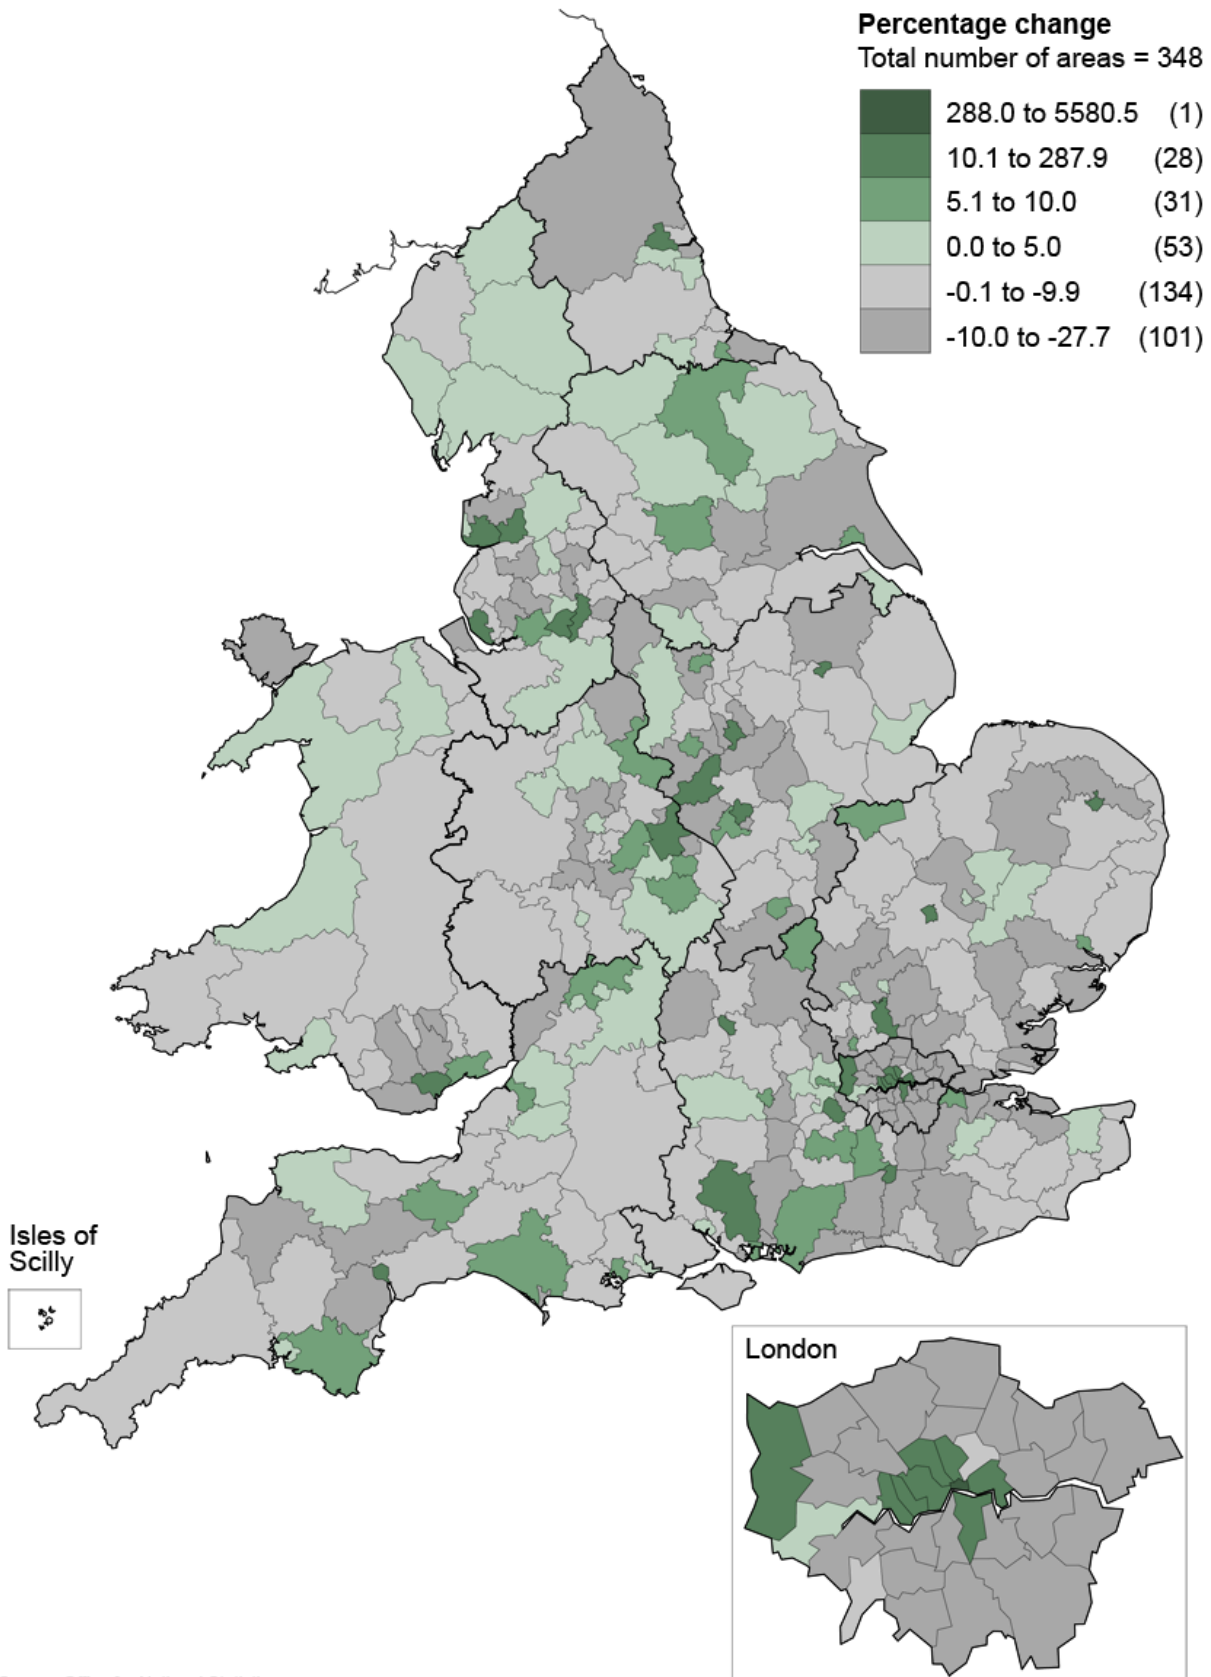 Percentage change
Total number of areas = 348
288.0 to 5580.5 (1)
10.1 to 287.9 (28)
5.1 to 10.0 (31)
0.0 to 5.0 (53)
-0.1 to -9.9 (134)
-10.0 to -27.7 (101)
Isles of
Scilly
London